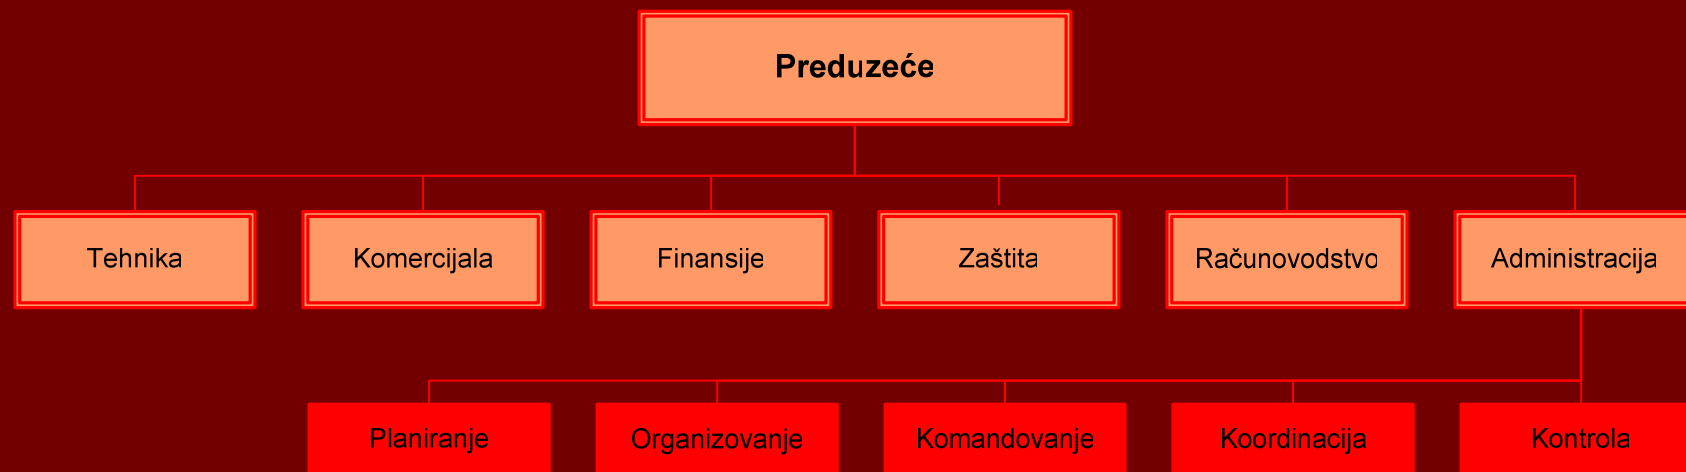 Preduzeće
Tehnika
Komercijala
Finansije
Zaštita
Računovodstvo
Administracija
Planiranje
Organizovanje
Komandovanje
Koordinacija
Kontrola